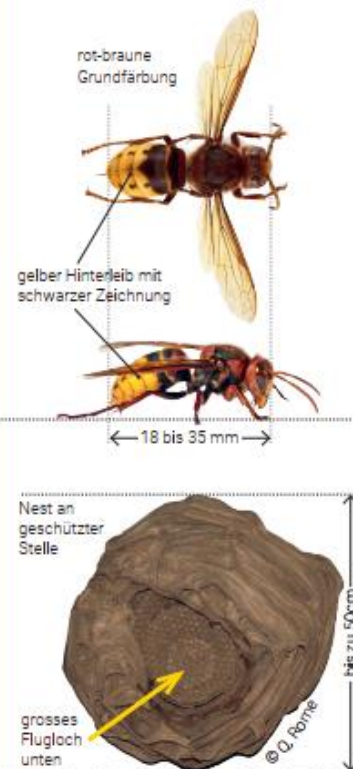 rot-braune
Grundfärbung
gelber Hinterleib mit
schwarzer Zeichnung
18 bis 35 mm
Nest an
geschützter
Stelle
bis zu 50cm
grosses
Flugloch
unten
© Q. Rome